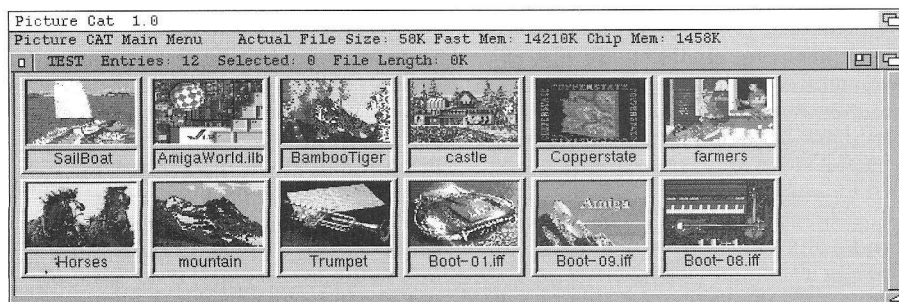 Picture Cat 1.0
Picture CAT Main Menu Actual File Size: 58K Fast Mem: 14210K Chip Mem: 1458K
TEST Entries: 12 Selected: 0 File Length: 0K
COPPERSTATE
SailBoat AmigaWorld.ilb BambooTiger castle Copperstate farmers
Amiga
Horses mountain Trumpet Boot-01.iff Boot-09.iff Boot-08.iff